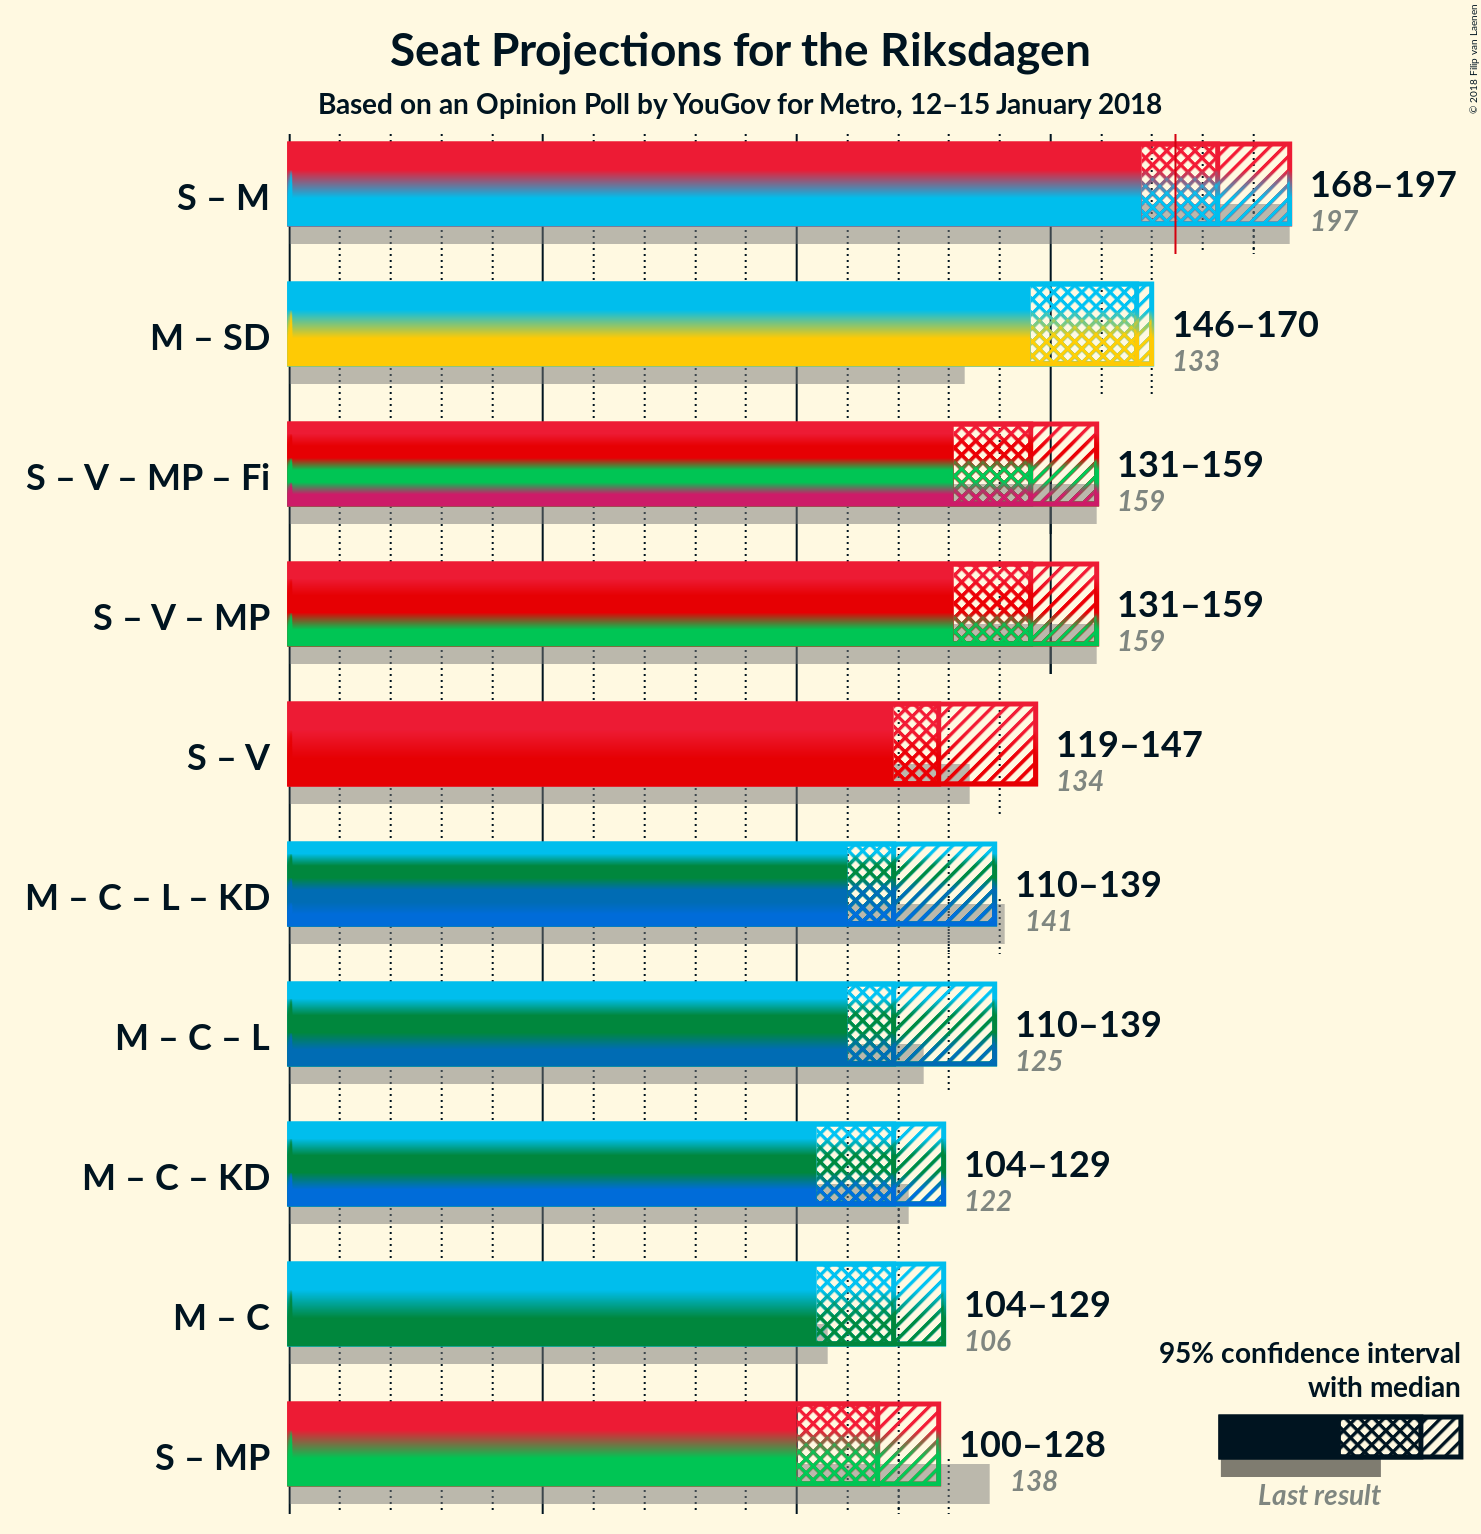 Seat Projections for the Riksdagen
Based on an Opinion Poll by YouGov for Metro, 12–15 January 2018
© 2018 Filip van Laenen
S – M
168–197
197
M – SD
146–170
133
S – V – MP – Fi
131–159
159
S – V – MP
131–159
159
S – V
119–147
134
M – C – L – KD
110–139
141
M – C – L
110–139
125
M – C – KD
104–129
122
M – C
104–129
106
S – MP
100–128
138
95% confidence interval
with median
Last result